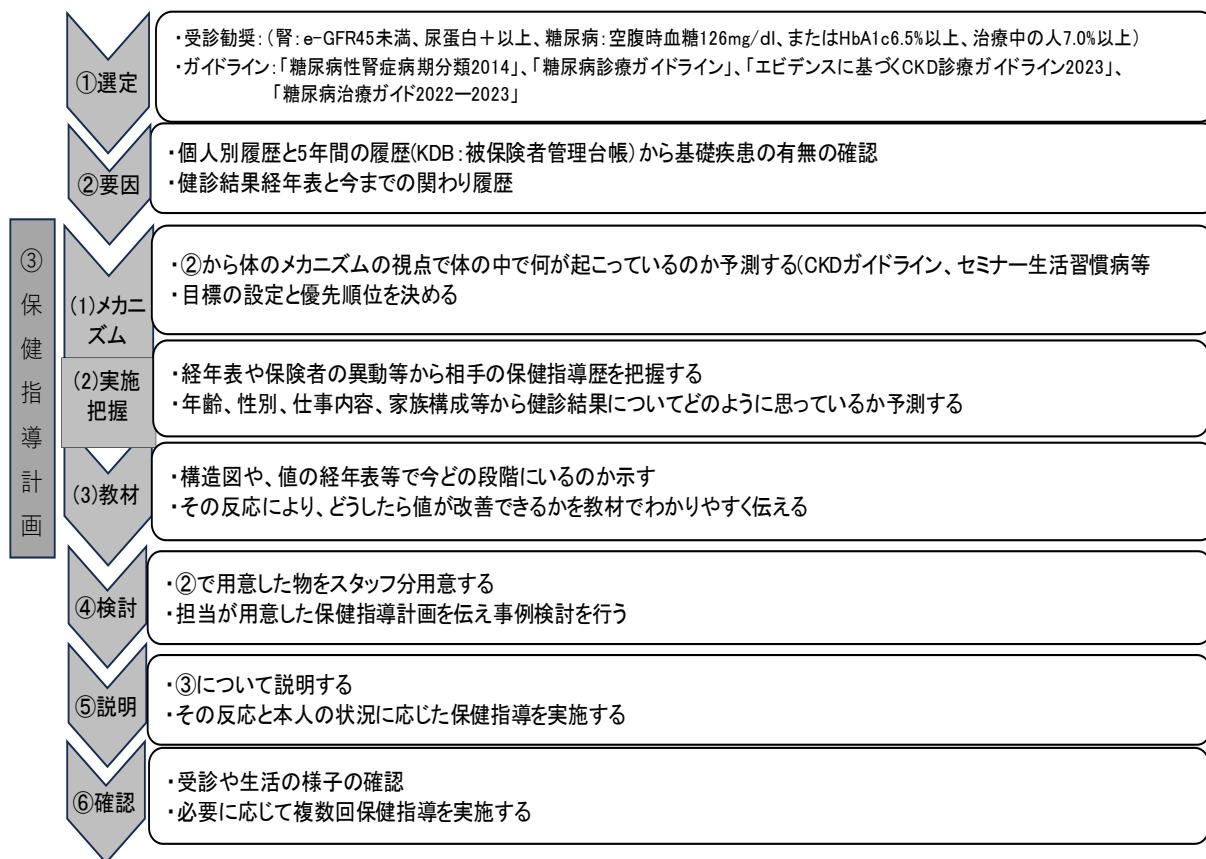 ①選定
・受診勧奨：（腎：e-GFR45未満、尿蛋白＋以上、糖尿病：空腹時血糖126mg/dl、またはHbA1c6.5%以上、治療中の人7.0%以上）
・ガイドライン：「糖尿病性腎症病期分類2014」、「糖尿病診療ガイドライン」、「エビデンスに基づくCKD診療ガイドライン2023」、
「糖尿病治療ガイド2022ー2023」
②要因
・個人別履歴と5年間の履歴(KDB：被保険者管理台帳)から基礎疾患の有無の確認
・健診結果経年表と今までの関わり履歴
③保健指導計画
(1)メカニ
ズム
・②から体のメカニズムの視点で体の中で何が起こっているのか予測する(CKDガイドライン、セミナー生活習慣病等
・目標の設定と優先順位を決める
(2)実施
把握
・経年表や保険者の異動等から相手の保健指導歴を把握する
・年齢、性別、仕事内容、家族構成等から健診結果についてどのように思っているか予測する
(3)教材
・構造図や、値の経年表等で今どの段階にいるのか示す
・その反応により、どうしたら値が改善できるかを教材でわかりやすく伝える
④検討
・②で用意した物をスタッフ分用意する
・担当が用意した保健指導計画を伝え事例検討を行う
⑤説明
・③について説明する
・その反応と本人の状況に応じた保健指導を実施する
⑥確認
・受診や生活の様子の確認
・必要に応じて複数回保健指導を実施する